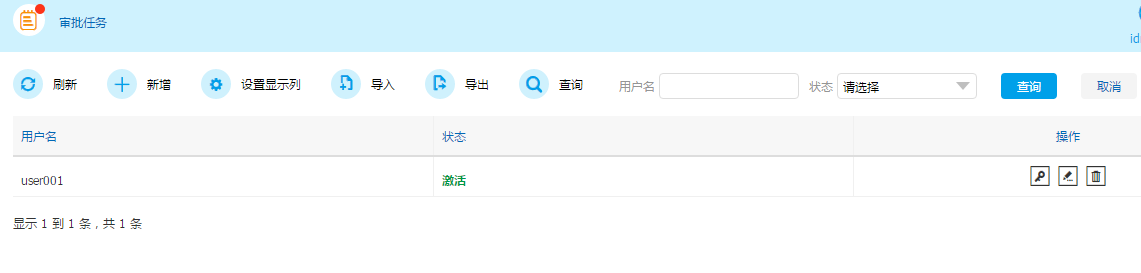 审批任务
id
刷新 新增 设置显示列 导入 导出 查询 用户名 状态 请选择 查询 取消
用户名 状态 操作
user001 激活
显示 1 到 1 条，共 1 条